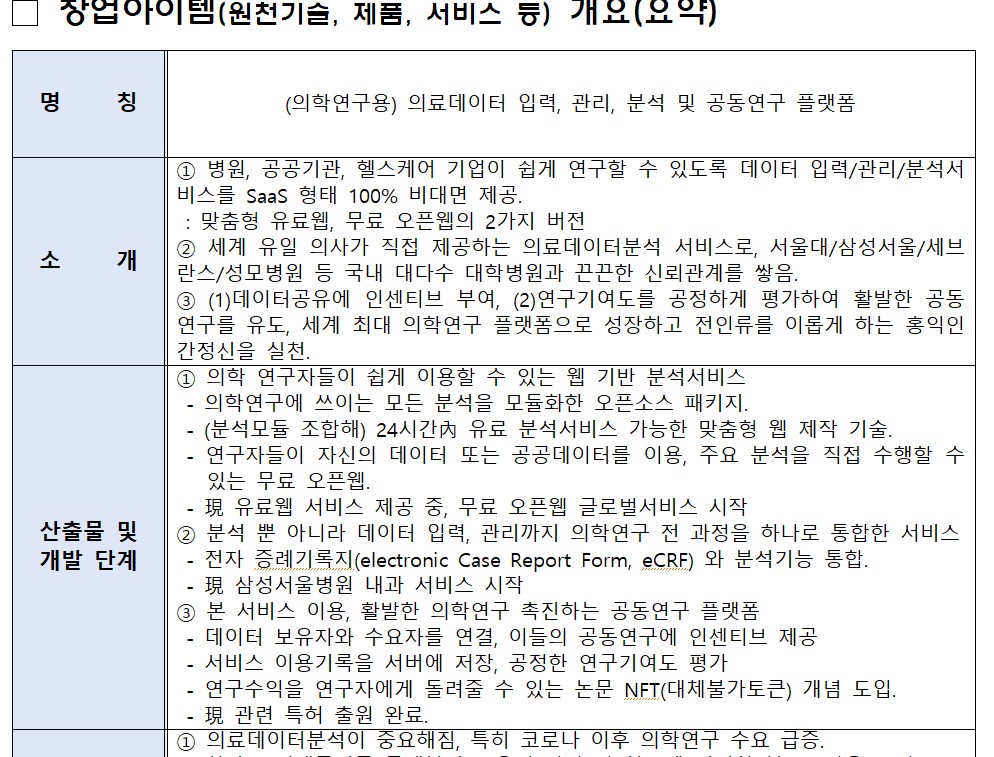 □ 창업아이템(원천기술, 제품, 서비스 등) 개요(요약)
명 칭
(의학연구용) 의료데이터 입력, 관리, 분석 및 공동연구 플랫폼
소 개
① 병원, 공공기관, 헬스케어 기업이 쉽게 연구할 수 있도록 데이터 입력/관리/분석서
비스를 SaaS 형태 100% 비대면 제공.
: 맞춤형 유료웹, 무료 오픈웹의 2가지 버전
② 세계 유일 의사가 직접 제공하는 의료데이터분석 서비스로, 서울대/삼성서울/세브
란스/성모병원 등 국내 대다수 대학병원과 끈끈한 신뢰관계를 쌓음.
③ (1)데이터공유에 인센티브 부여, (2)연구기여도를 공정하게 평가하여 활발한 공동
연구를 유도, 세계 최대 의학연구 플랫폼으로 성장하고 전인류를 이롭게 하는 홍익인
간정신을 실천.
산출물 및
개발 단계
① 의학 연구자들이 쉽게 이용할 수 있는 웹 기반 분석서비스
- 의학연구에 쓰이는 모든 분석을 모듈화한 오픈소스 패키지.
- (분석모듈 조합해) 24시간內 유료 분석서비스 가능한 맞춤형 웹 제작 기술.
- 연구자들이 자신의 데이터 또는 공공데이터를 이용, 주요 분석을 직접 수행할 수
있는 무료 오픈웹.
- 現 유료웹 서비스 제공 중, 무료 오픈웹 글로벌서비스 시작
② 분석 뿐 아니라 데이터 입력, 관리까지 의학연구 전 과정을 하나로 통합한 서비스
- 전자 증례기록지(electronic Case Report Form, eCRF) 와 분석기능 통합.
- 現 삼성서울병원 내과 서비스 시작
③ 본 서비스 이용, 활발한 의학연구 촉진하는 공동연구 플랫폼
- 데이터 보유자와 수요자를 연결, 이들의 공동연구에 인센티브 제공
- 서비스 이용기록을 서버에 저장, 공정한 연구기여도 평가
- 연구수익을 연구자에게 돌려줄 수 있는 논문 NFT(대체불가토큰) 개념 도입.
- 現 관련 특허 출원 완료.
① 의료데이터분석이 중요해짐, 특히 코로나 이후 의학연구 수요 급증.